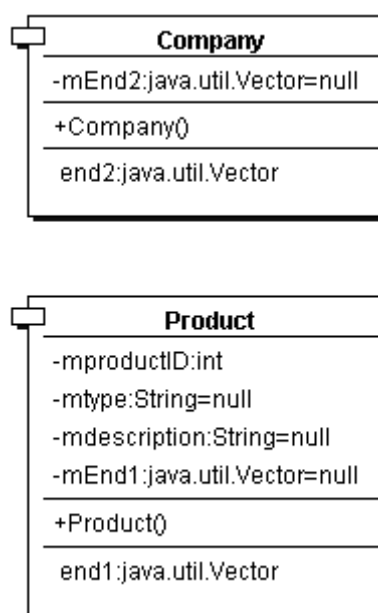 Company
-mEnd2:java.util.Vector=null
+Company()
end2:java.util.Vector
Product
-mproductID:int
-mtype:String=null
-mdescription:String=null
-mEnd1:java.util.Vector=null
+Product()
end1:java.util.Vector